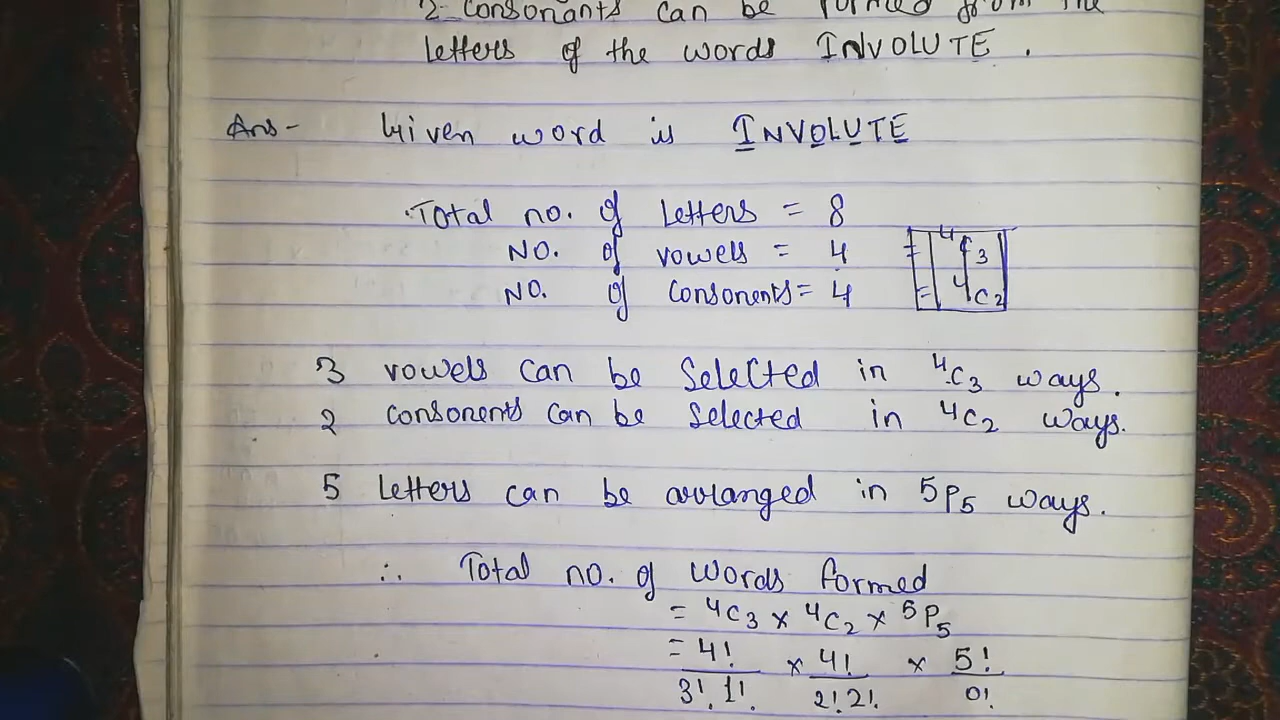 2 consonants can be formed from the
letters of the words INVOLUTE.
Ans- Given word is INVOLUTE
Total no. of Letters = 8
NO. of vowels = 4
= 4C3
NO. of consonents = 4
= 4C2
3 vowels can be selected in 4C3 ways.
2 consonents can be selected in 4C2 ways.
5 letters can be arranged in 5P5 ways.
∴ Total no. of words formed
= 4C3 × 4C2 × 5P5
= 4! × 4! × 5!
3! 1! 2! 2! 0!